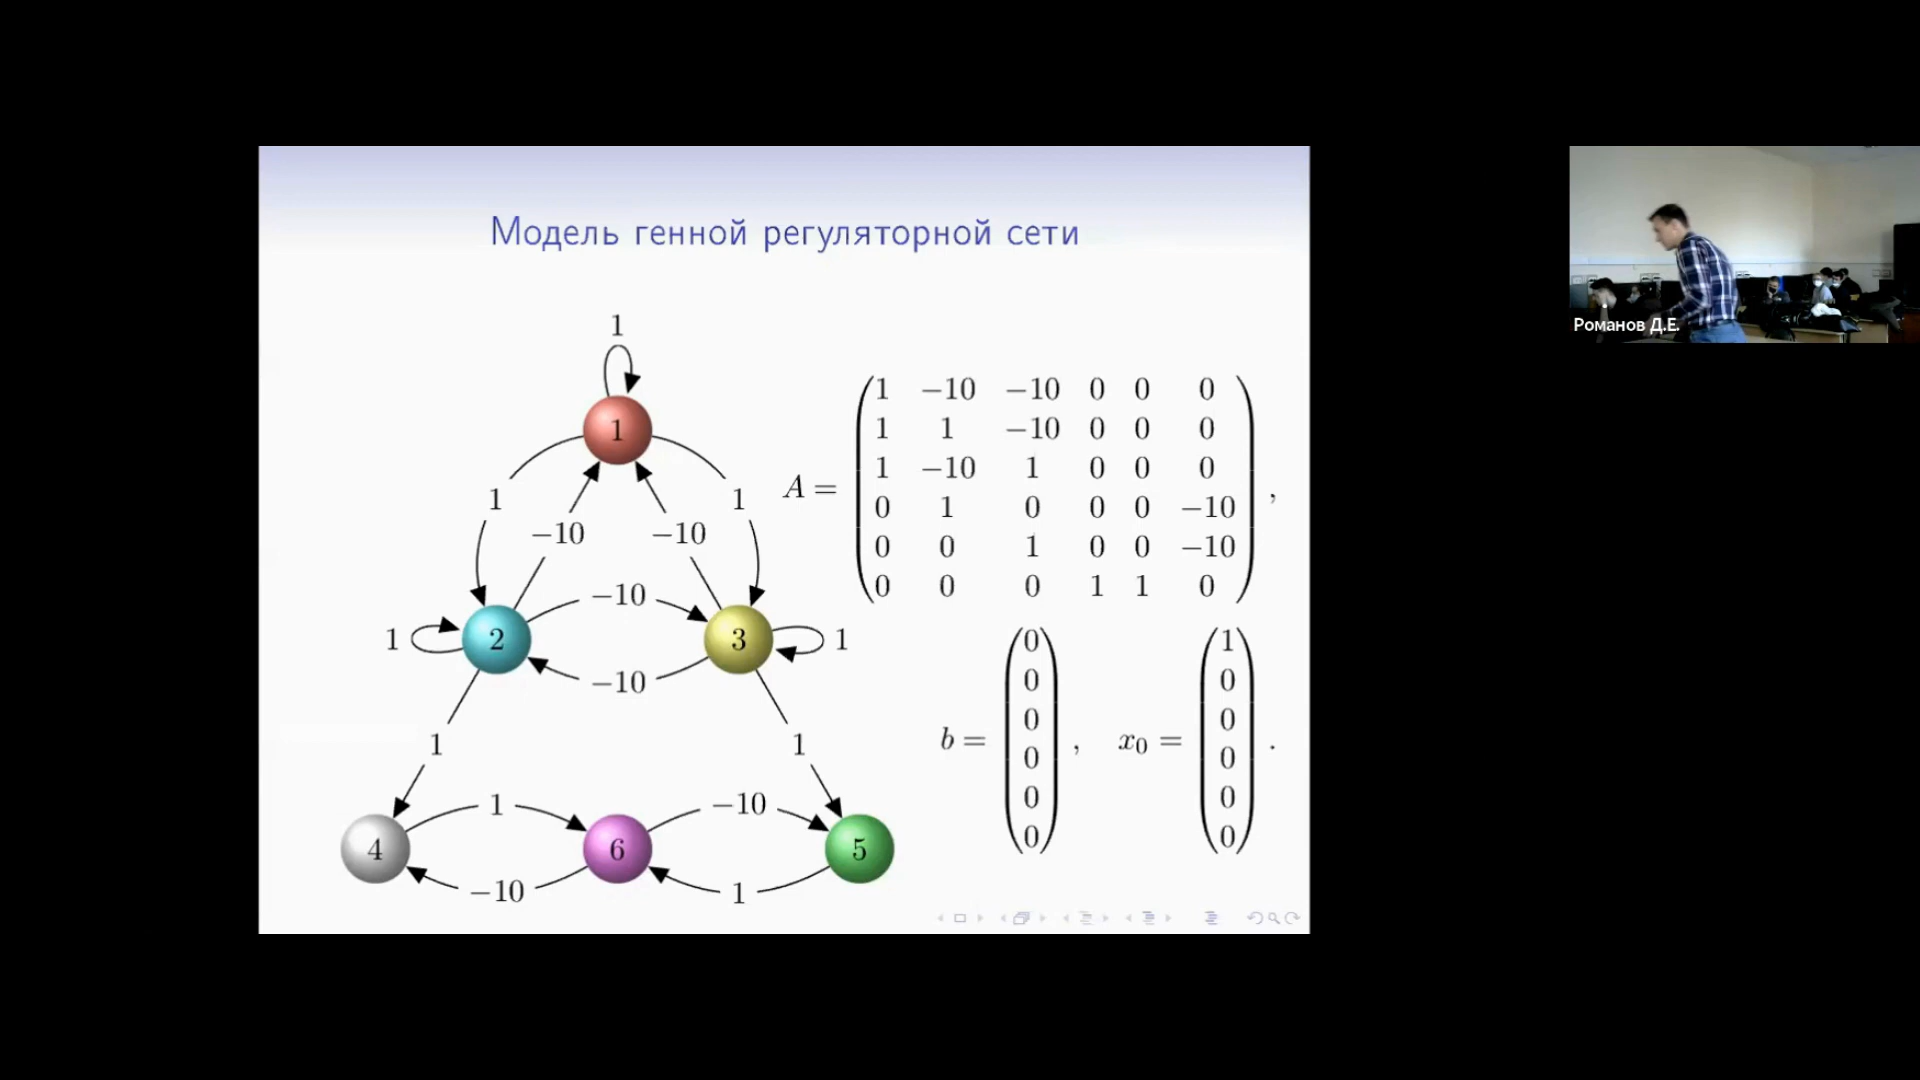 Модель генной регуляторной сети
1
1
1
1
−10
−10
−10
1
2
3
1
−10
1
1
1
−10
4
6
5
−10
1
A = (1 −10 −10 0 0 0
1 1 −10 0 0 0
1 −10 1 0 0 0
0 1 0 0 0 −10
0 0 1 0 0 −10
0 0 0 1 1 0) ,
b = (0 0 0 0 0 0) , x₀ = (1 0 0 0 0 0) .
Романов Д.Е.